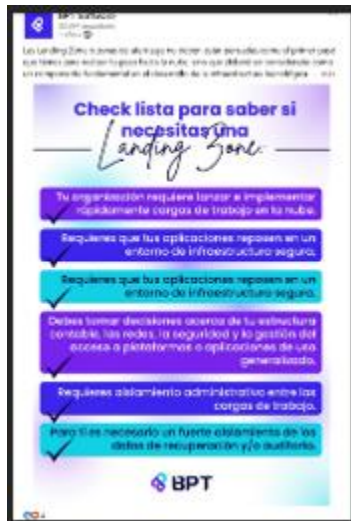 BPT
Las Landing Zone
Check lista para saber si
necesitas una
Landing Zone.
Tu organización requiere lanzar e implementar
rápidamente cargas de trabajo en la nube.
Requieres que tus aplicaciones reposen en un
entorno de infraestructura segura.
Requieres que tus aplicaciones reposen en un
entorno de infraestructura segura.
Debes tomar decisiones acerca de tu estructura
contable, las redes, la seguridad y la gestión del
acceso a plataformas o aplicaciones de uso
generalizado.
Requieres aislamiento administrativo entre las
cargas de trabajo.
Para ti es necesario un fuerte aislamiento de los
datos de recuperación y/o auditoría.
BPT